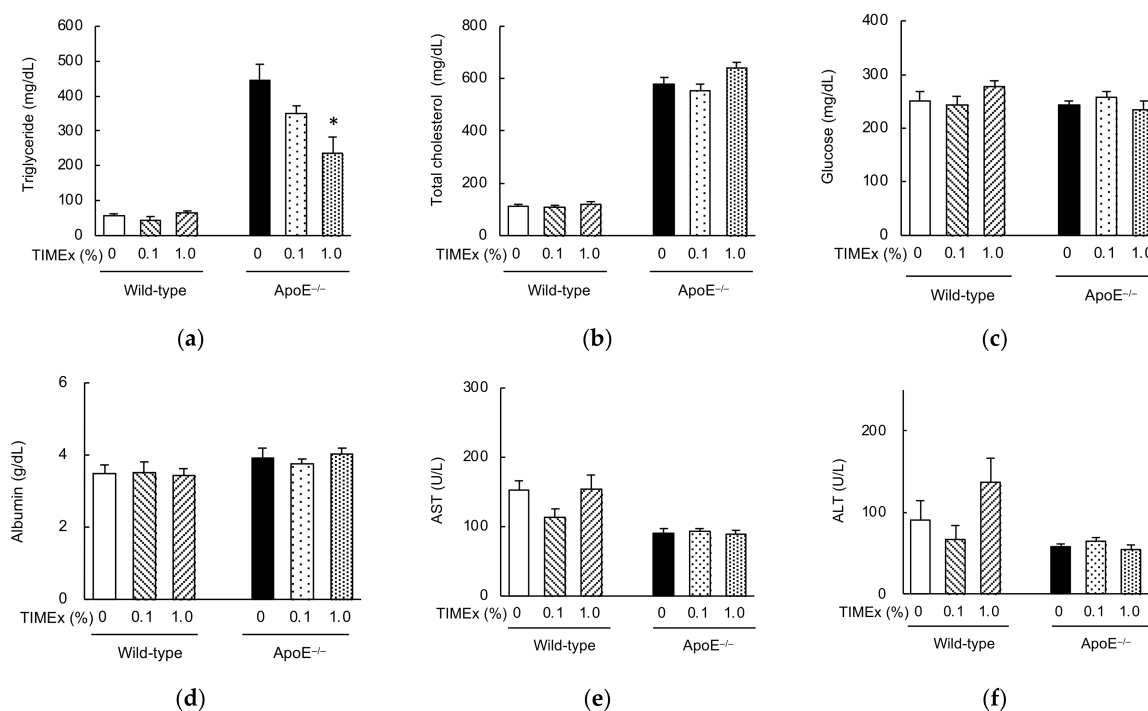 600
500
400
300
200
100
0
Triglyceride (mg/dL)
*
TIMEx (%) 0 0.1 1.0 0 0.1 1.0
Wild-type ApoE−/−
(a)
800
600
400
200
0
Total cholesterol (mg/dL)
TIMEx (%) 0 0.1 1.0 0 0.1 1.0
Wild-type ApoE−/−
(b)
400
300
200
100
0
Glucose (mg/dL)
TIMEx (%) 0 0.1 1.0 0 0.1 1.0
Wild-type ApoE−/−
(c)
6
4
2
0
Albumin (g/dL)
TIMEx (%) 0 0.1 1.0 0 0.1 1.0
Wild-type ApoE−/−
(d)
300
200
100
0
AST (U/L)
TIMEx (%) 0 0.1 1.0 0 0.1 1.0
Wild-type ApoE−/−
(e)
200
100
0
ALT (U/L)
TIMEx (%) 0 0.1 1.0 0 0.1 1.0
Wild-type ApoE−/−
(f)